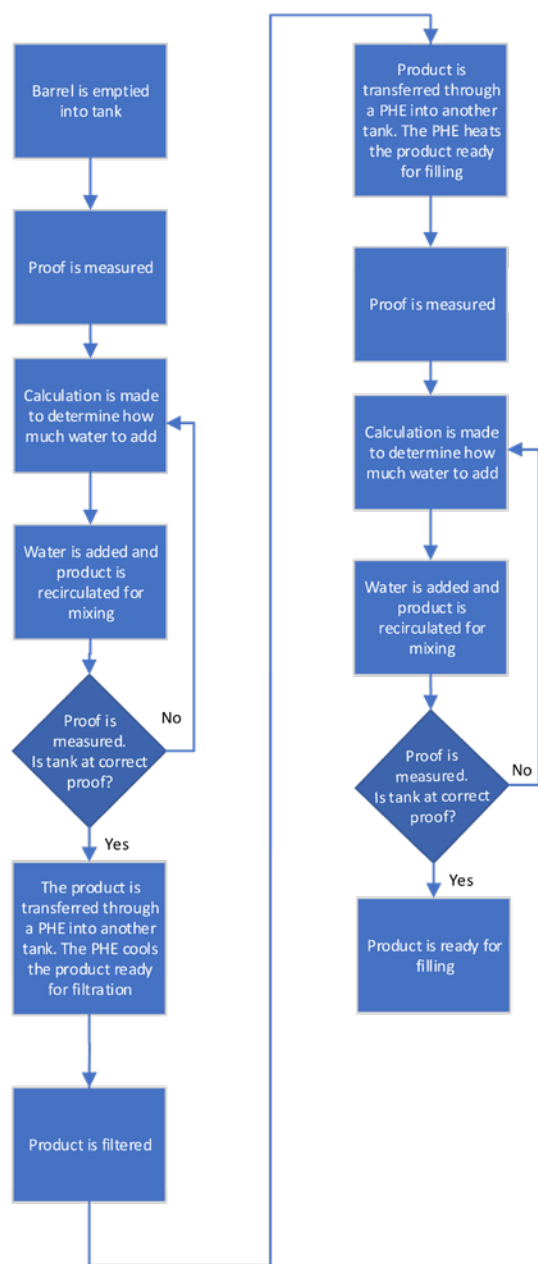 Barrel is emptied
into tank
Proof is measured
Calculation is made
to determine how
much water to add
Water is added and
product is
recirculated for
mixing
Proof is
measured.
Is tank at correct
proof?
No
Yes
The product is
transferred through
a PHE into another
tank. The PHE cools
the product ready
for filtration
Product is filtered
Product is
transferred through
a PHE into another
tank. The PHE heats
the product ready
for filling
Proof is measured
Calculation is made
to determine how
much water to add
Water is added and
product is
recirculated for
mixing
Proof is
measured.
Is tank at correct
proof?
No
Yes
Product is ready for
filling